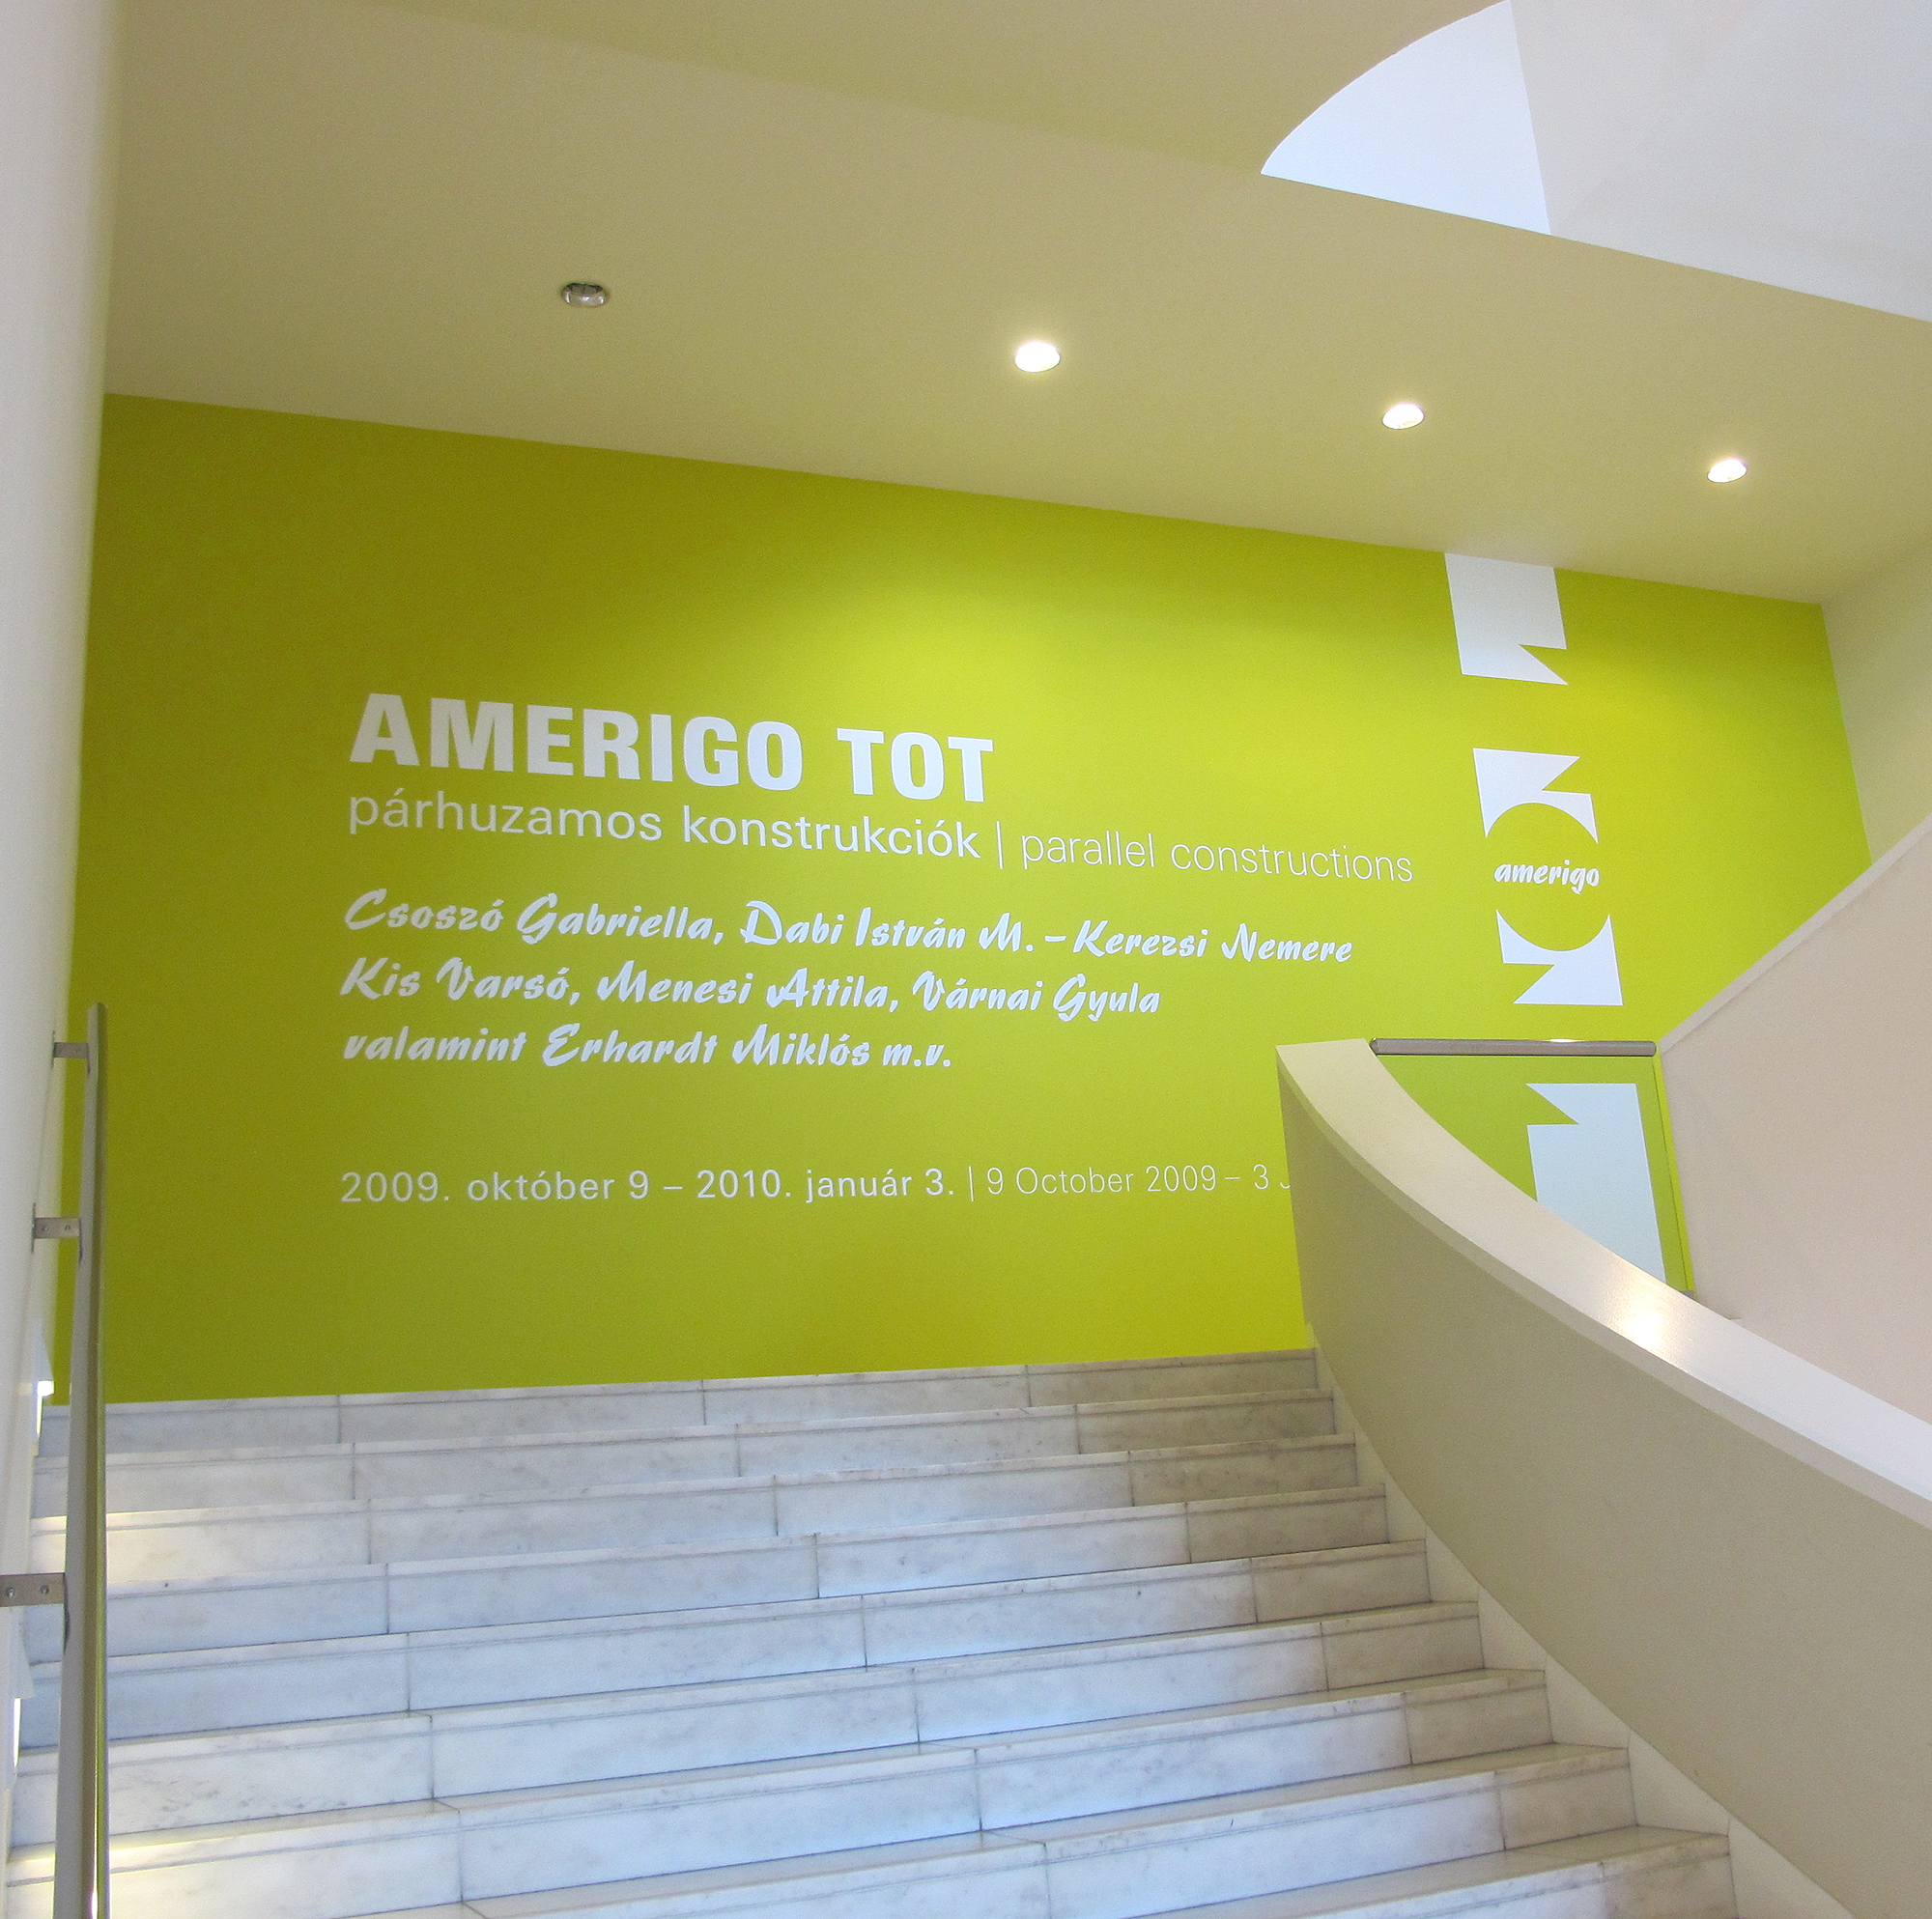 AMERIGO TOT
párhuzamos konstrukciók | parallel constructions
Csoszó Gabriella, Dabi István M. – Kerezsi Nemere
Kis Varsó, Menesi Attila, Várnai Gyula
valamint Erhardt Miklós m.v.
2009. október 9 – 2010. január 3. | 9 October 2009 – 3
amerigo